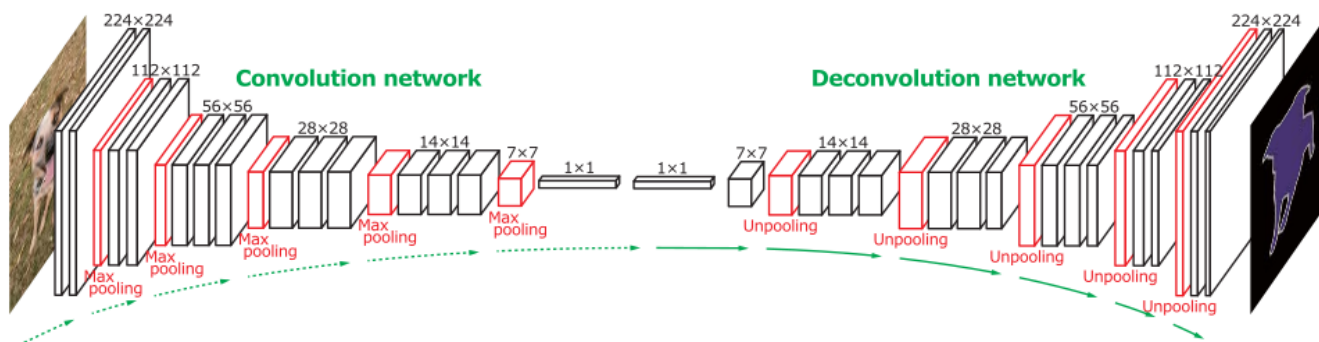 224×224
112×112
Convolution network
56×56
28×28
14×14
7×7
1×1
1×1
Max
pooling
Max
pooling
Max
pooling
Max
pooling
Max
pooling
Deconvolution network
7×7
14×14
28×28
56×56
112×112
224×224
Unpooling
Unpooling
Unpooling
Unpooling
Unpooling